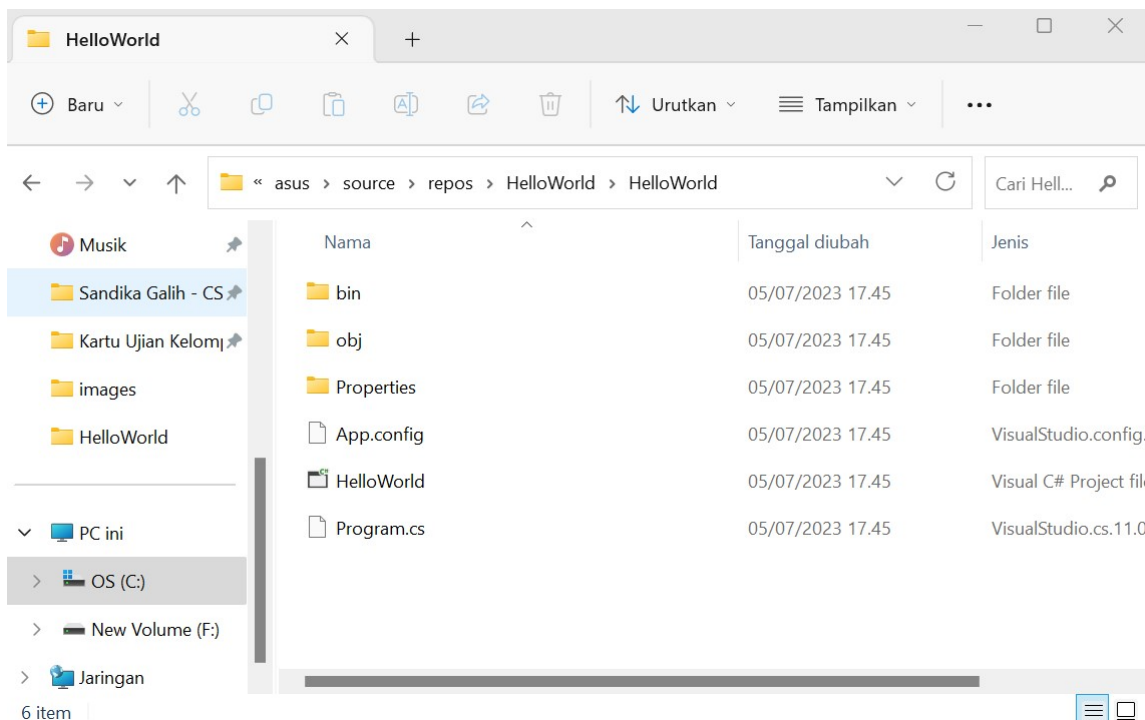 HelloWorld
Baru
Urutkan
Tampilkan
« asus > source > repos > HelloWorld > HelloWorld
Cari Hell...
Musik
Sandika Galih - CS
Kartu Ujian Kelomp
images
HelloWorld
PC ini
OS (C:)
New Volume (F:)
Jaringan
Nama Tanggal diubah Jenis
bin 05/07/2023 17.45 Folder file
obj 05/07/2023 17.45 Folder file
Properties 05/07/2023 17.45 Folder file
App.config 05/07/2023 17.45 VisualStudio.config.
HelloWorld 05/07/2023 17.45 Visual C# Project file
Program.cs 05/07/2023 17.45 VisualStudio.cs.11.0
6 item